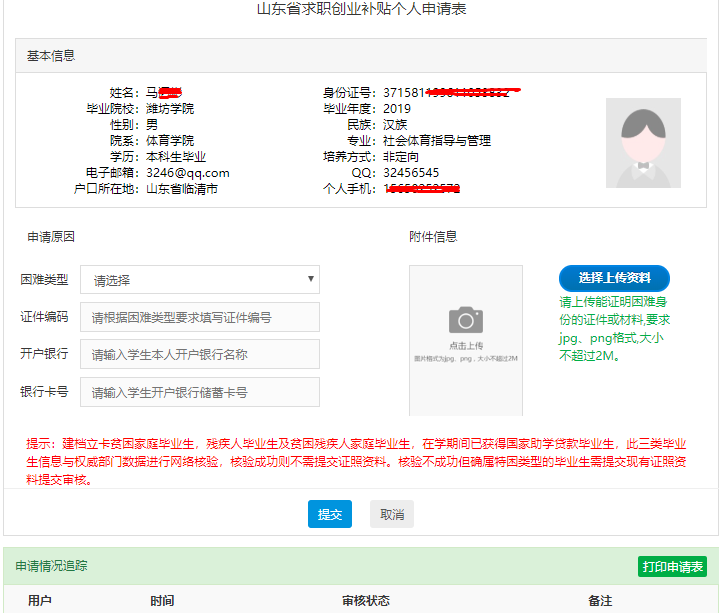 山东省求职创业补贴个人申请表
基本信息
姓名：马 身份证号：371581
毕业院校：潍坊学院 毕业年度：2019
性别：男 民族：汉族
院系：体育学院 专业：社会体育指导与管理
学历：本科生毕业 培养方式：非定向
电子邮箱：3246@qq.com QQ：32456545
户口所在地：山东省临清市 个人手机：
申请原因 附件信息
困难类型 请选择
证件编码 请根据困难类型要求填写证件编号
开户银行 请输入学生本人开户银行名称
银行卡号 请输入学生开户银行储蓄卡号
点击上传
图片格式为jpg、png，大小不超过2M
选择上传资料
请上传能证明困难身
份的证件或材料,要求
jpg、png格式,大小
不超过2M。
提示：建档立卡贫困家庭毕业生，残疾人毕业生及贫困残疾人家庭毕业生，在学期间已获得国家助学贷款毕业生，此三类毕业
生信息与权威部门数据进行网络核验，核验成功则不需提交证照资料。核验不成功但确属特困类型的毕业生需提交现有证照资
料提交审核。
提交 取消
申请情况追踪 打印申请表
用户 时间 审核状态 备注